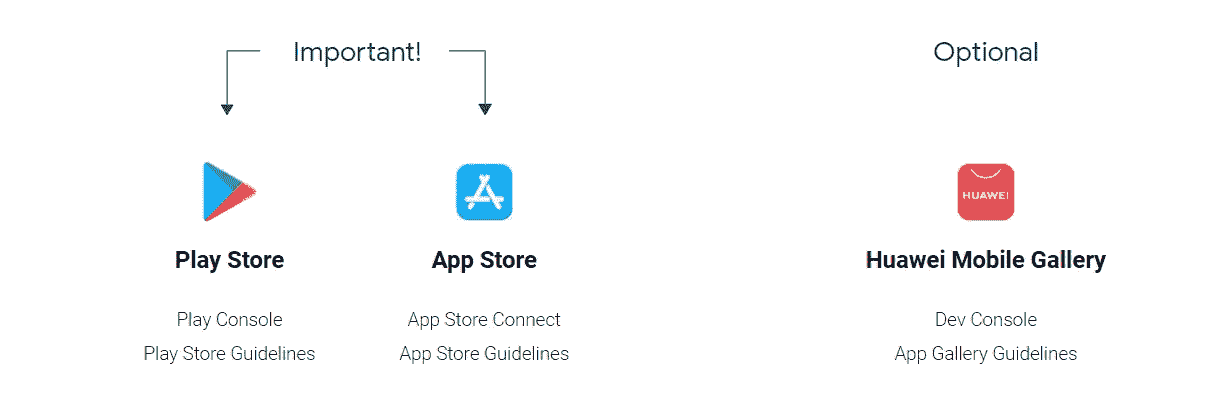 Important!
Optional
HUAWEI
Play Store
App Store
Huawei Mobile Gallery
Play Console
App Store Connect
Dev Console
Play Store Guidelines
App Store Guidelines
App Gallery Guidelines